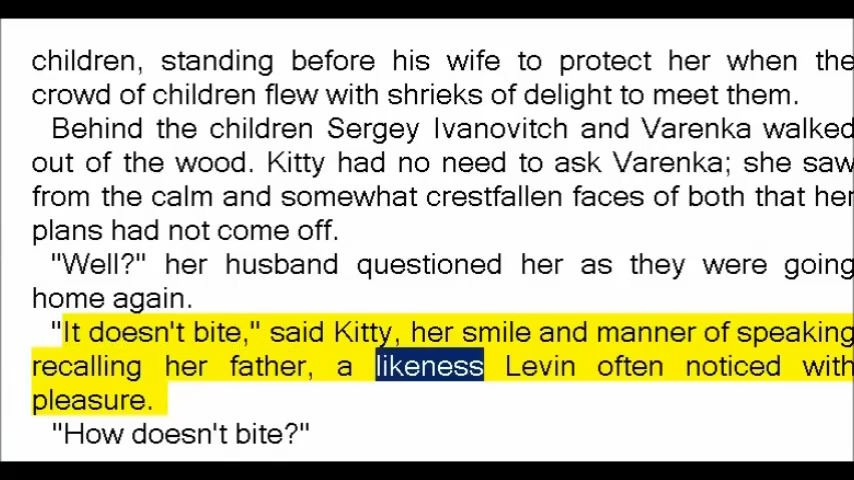 children, standing before his wife to protect her when the
crowd of children flew with shrieks of delight to meet them.
Behind the children Sergey Ivanovitch and Varenka walked
out of the wood. Kitty had no need to ask Varenka; she saw
from the calm and somewhat crestfallen faces of both that her
plans had not come off.
"Well?" her husband questioned her as they were going
home again.
"It doesn't bite," said Kitty, her smile and manner of speaking
recalling her father, a likeness Levin often noticed with
pleasure.
"How doesn't bite?"